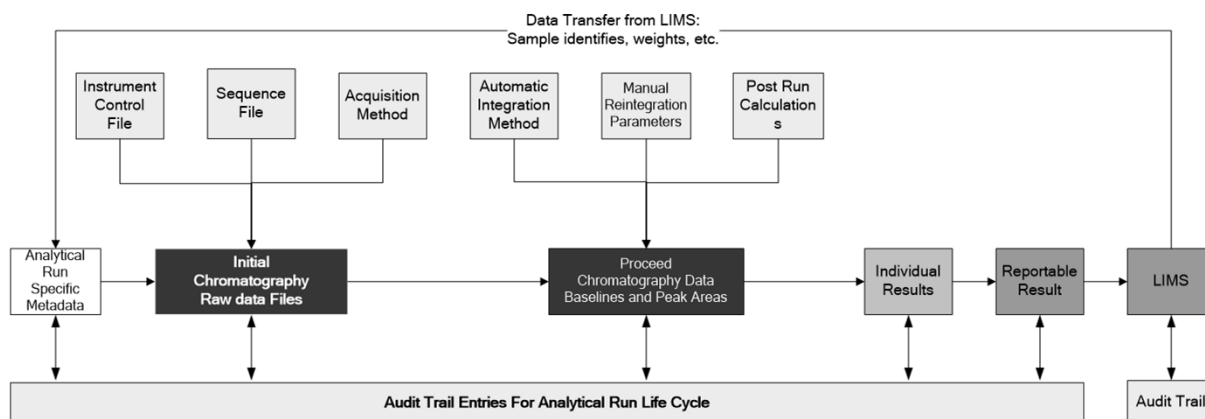 Data Transfer from LIMS:
Sample identifies, weights, etc.
Instrument
Control
File
Sequence
File
Acquisition
Method
Automatic
Integration
Method
Manual
Reintegration
Parameters
Post Run
Calculation
s
Analytical
Run
Specific
Metadata
Initial
Chromatography
Raw data Files
Proceed
Chromatography Data
Baselines and Peak Areas
Individual
Results
Reportable
Result
LIMS
Audit Trail Entries For Analytical Run Life Cycle
Audit Trail